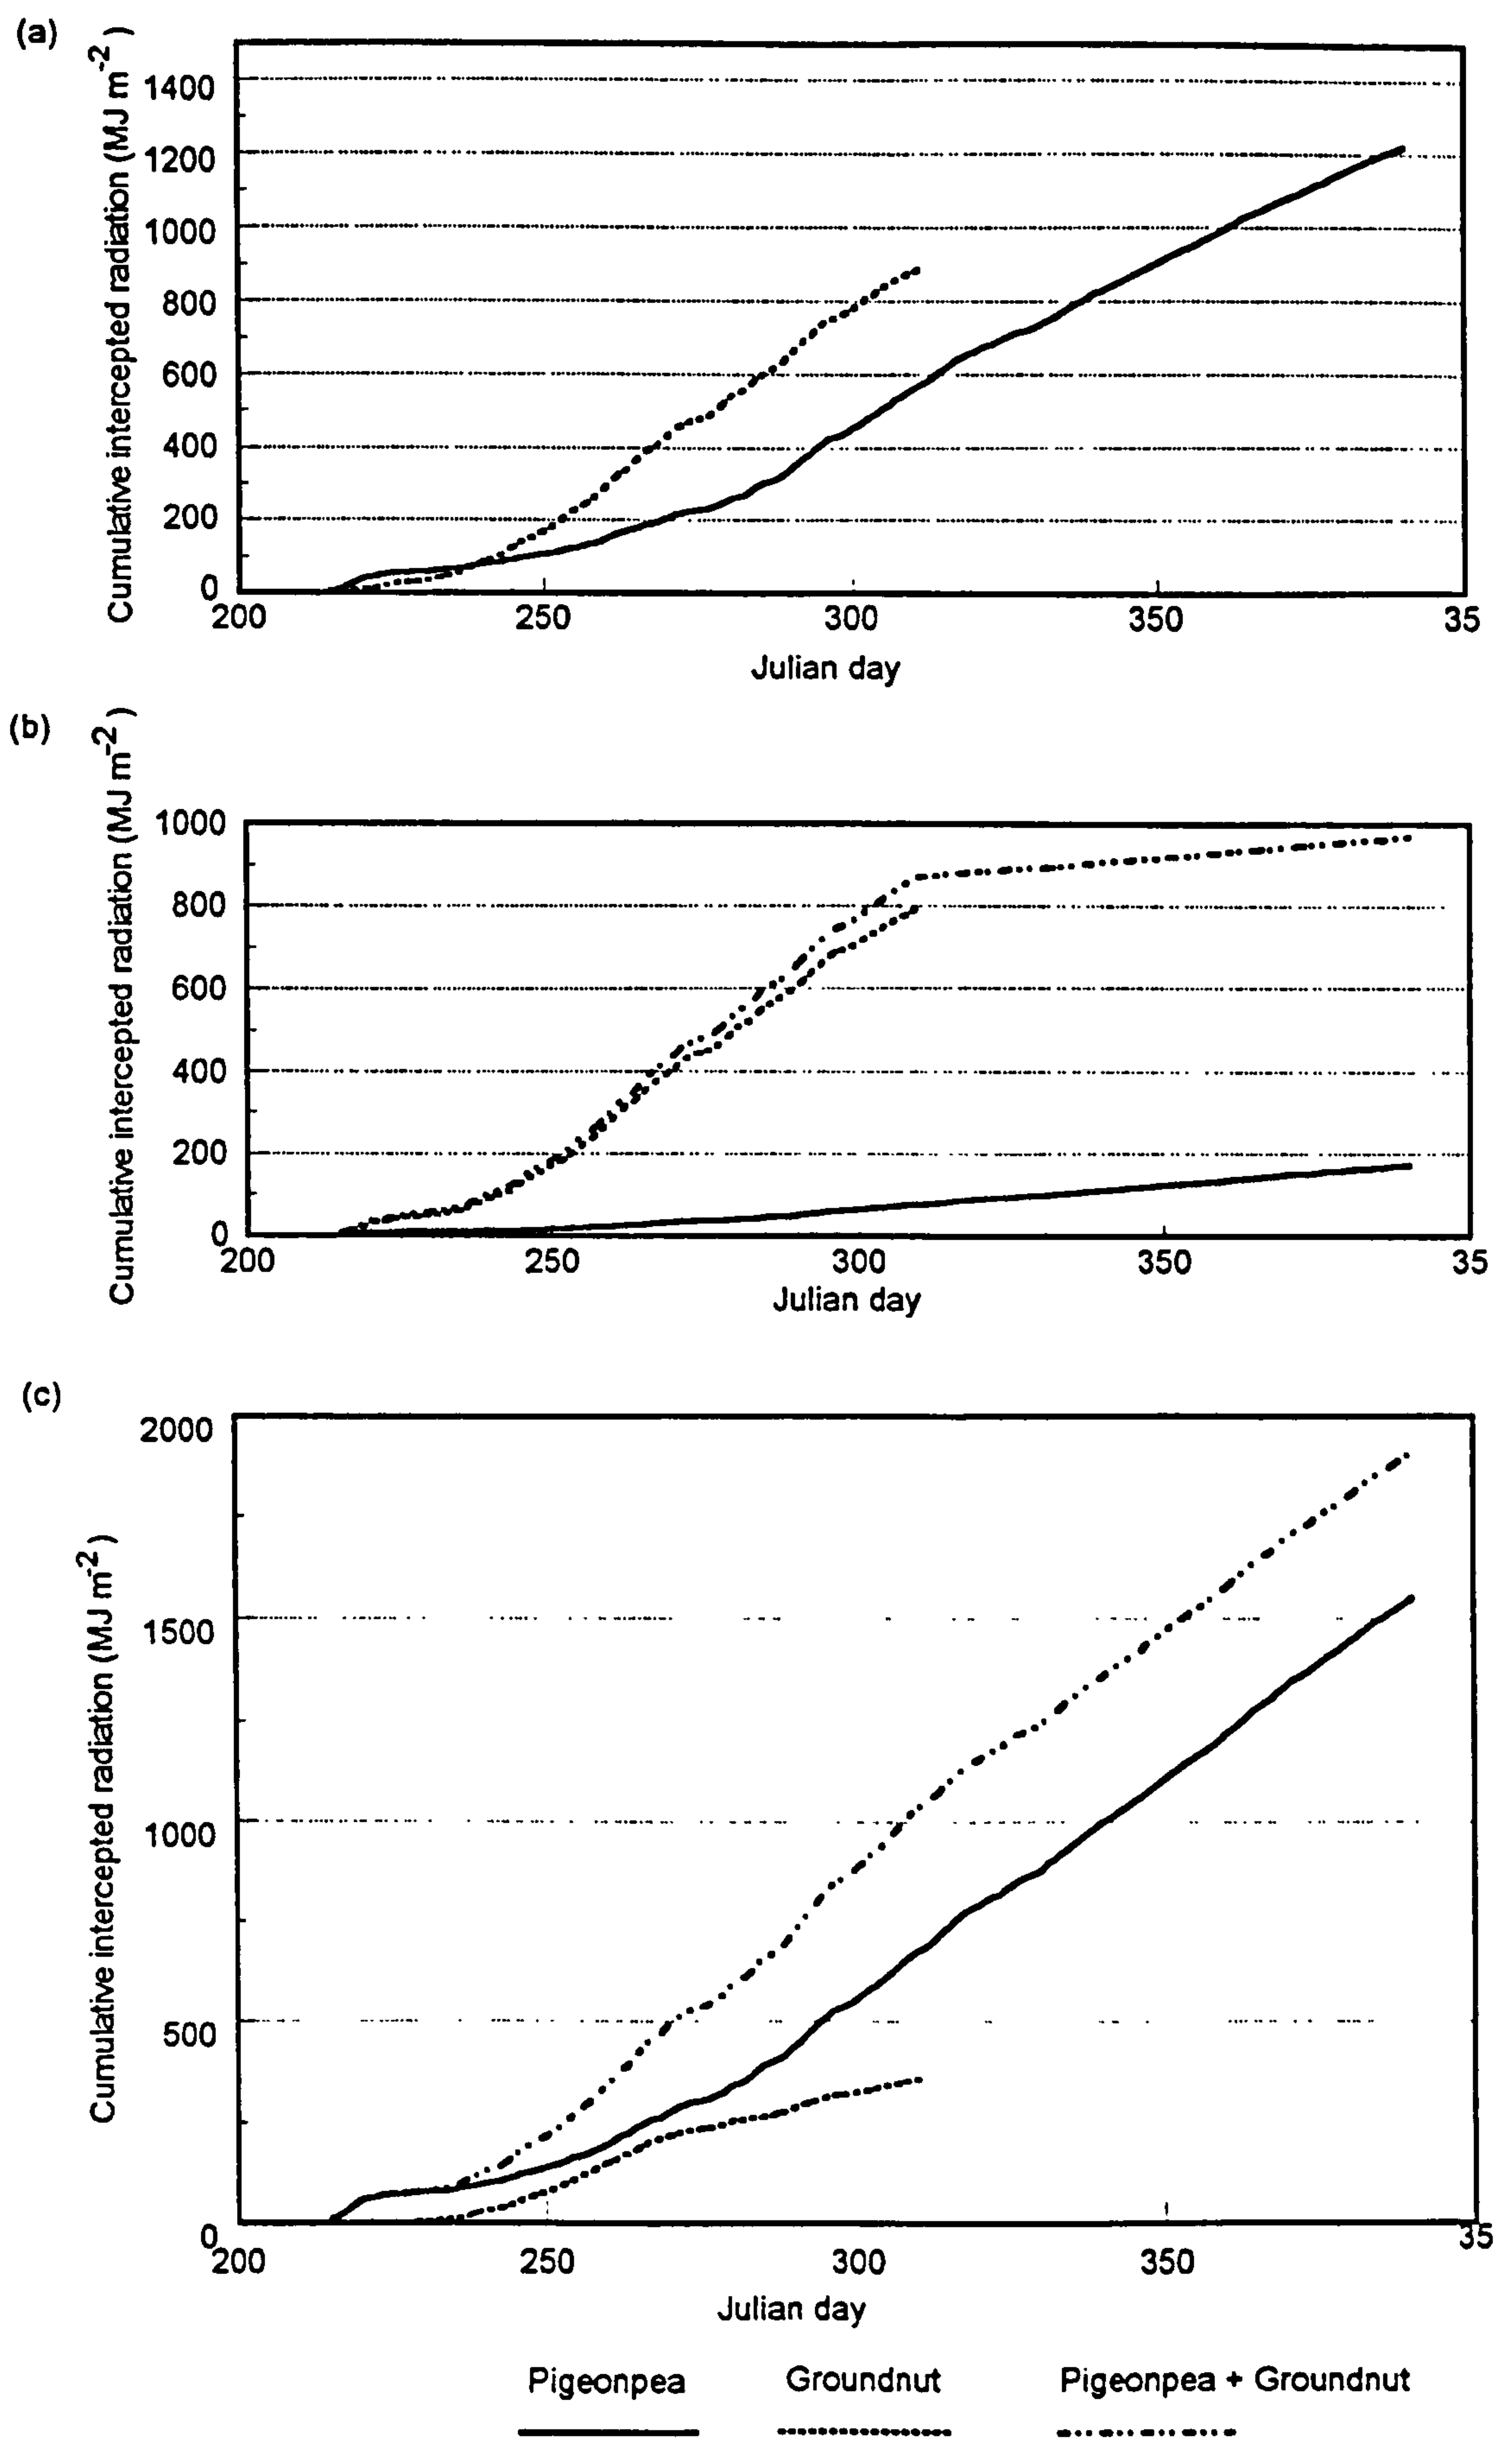 (a)
Cumulative intercepted radiation (MJ m-2)
1400
1200
1000
800
600
400
200
0
200 250 300 350 35
Julian day
(b)
Cumulative intercepted radiation (MJ m-2)
1000
800
600
400
200
0
200 250 300 350 35
Julian day
(c)
Cumulative intercepted radiation (MJ m-2)
2000
1500
1000
500
0
200 250 300 350 35
Julian day
Pigeonpea Groundnut Pigeonpea + Groundnut